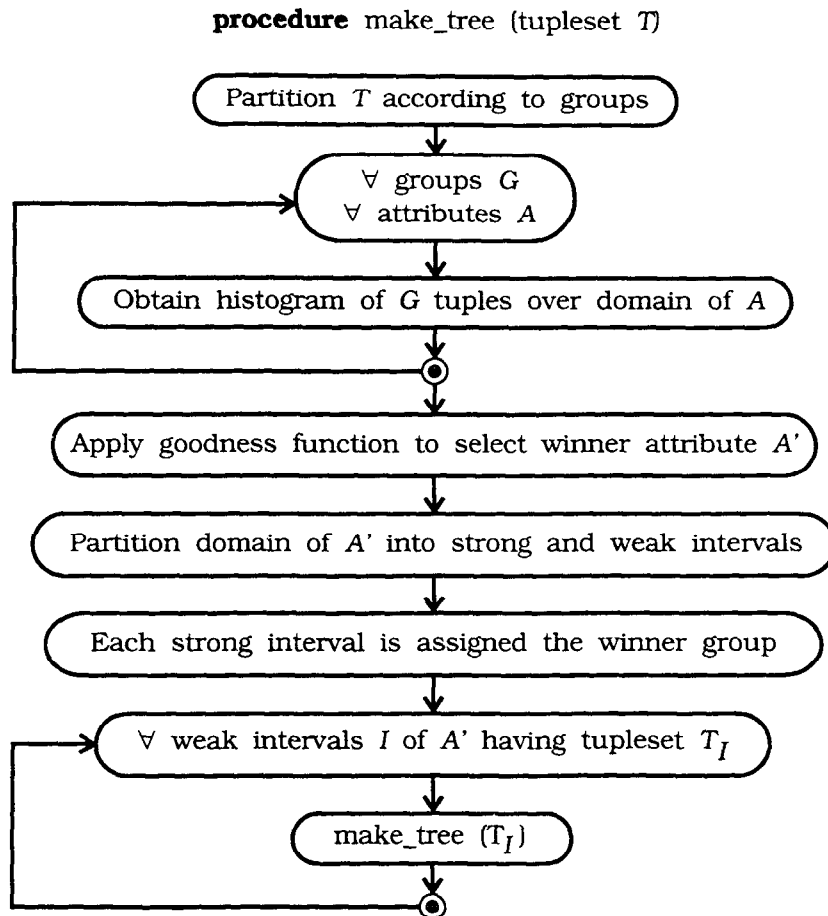 procedure make_tree (tupleset T)
Partition T according to groups
∀ groups G
∀ attributes A
Obtain histogram of G tuples over domain of A
Apply goodness function to select winner attribute A'
Partition domain of A' into strong and weak intervals
Each strong interval is assigned the winner group
∀ weak intervals I of A' having tupleset T_I
make_tree (T_I)